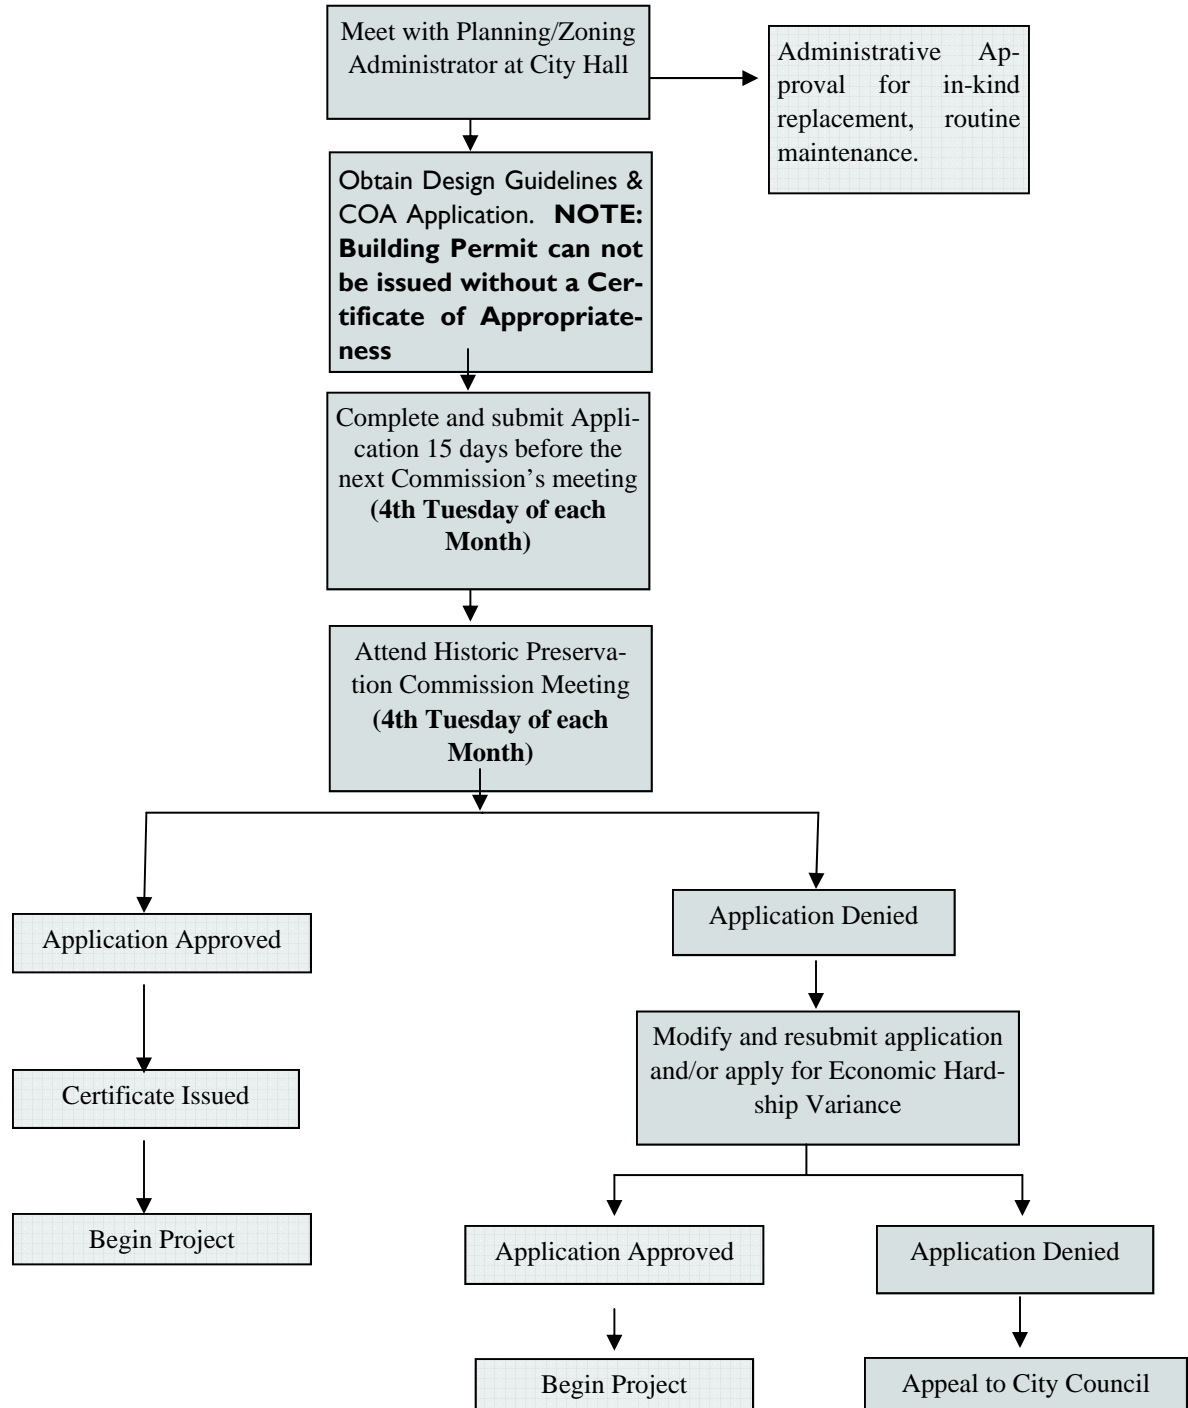 Meet with Planning/Zoning
Administrator at City Hall
Administrative Ap-
proval for in-kind
replacement, routine
maintenance.
Obtain Design Guidelines &
COA Application. NOTE:
Building Permit can not
be issued without a Cer-
tificate of Appropriate-
ness
Complete and submit Appli-
cation 15 days before the
next Commission’s meeting
(4th Tuesday of each
Month)
Attend Historic Preserva-
tion Commission Meeting
(4th Tuesday of each
Month)
Application Approved
Application Denied
Certificate Issued
Modify and resubmit application
and/or apply for Economic Hard-
ship Variance
Begin Project
Application Approved
Application Denied
Begin Project
Appeal to City Council